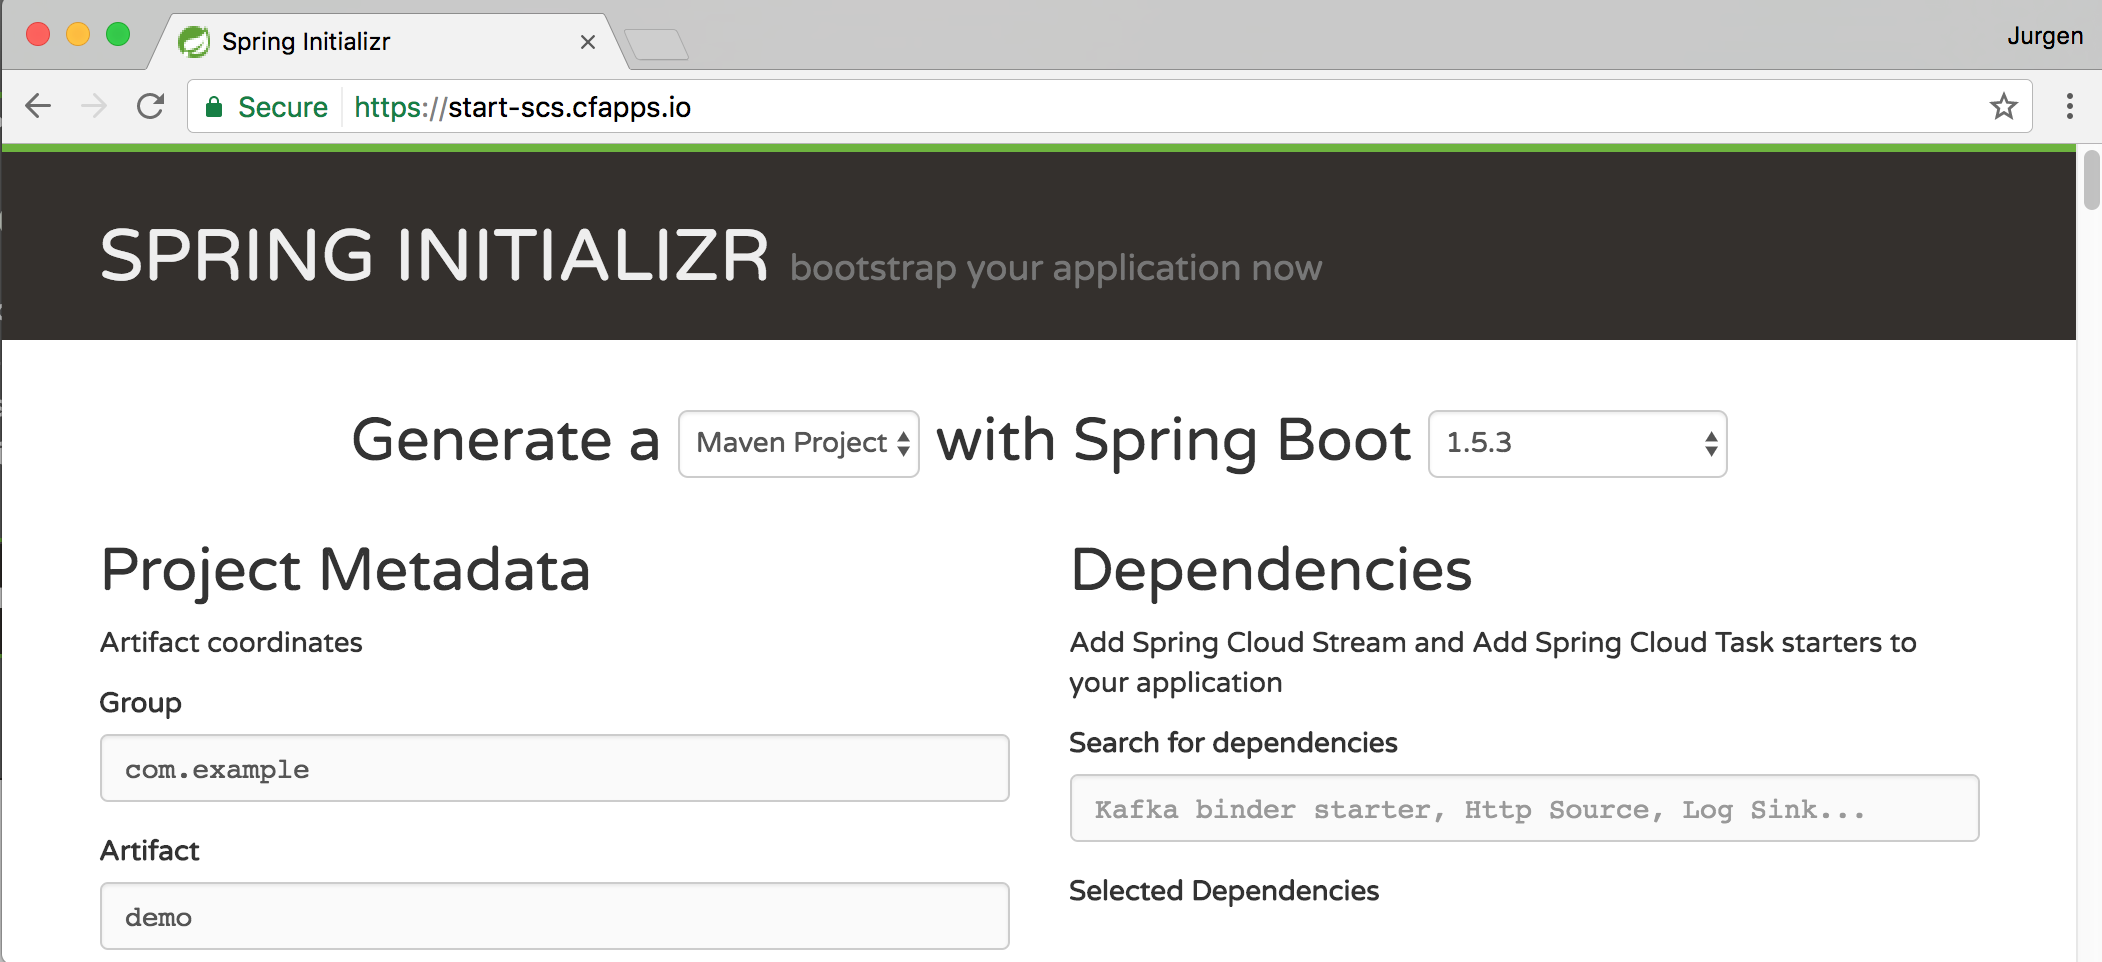 Spring Initializr
Jurgen
Secure https://start-scs.cfapps.io
SPRING INITIALIZR bootstrap your application now
Generate a Maven Project with Spring Boot 1.5.3
Project Metadata
Artifact coordinates
Group
com.example
Artifact
demo
Dependencies
Add Spring Cloud Stream and Add Spring Cloud Task starters to
your application
Search for dependencies
Kafka binder starter, Http Source, Log Sink...
Selected Dependencies